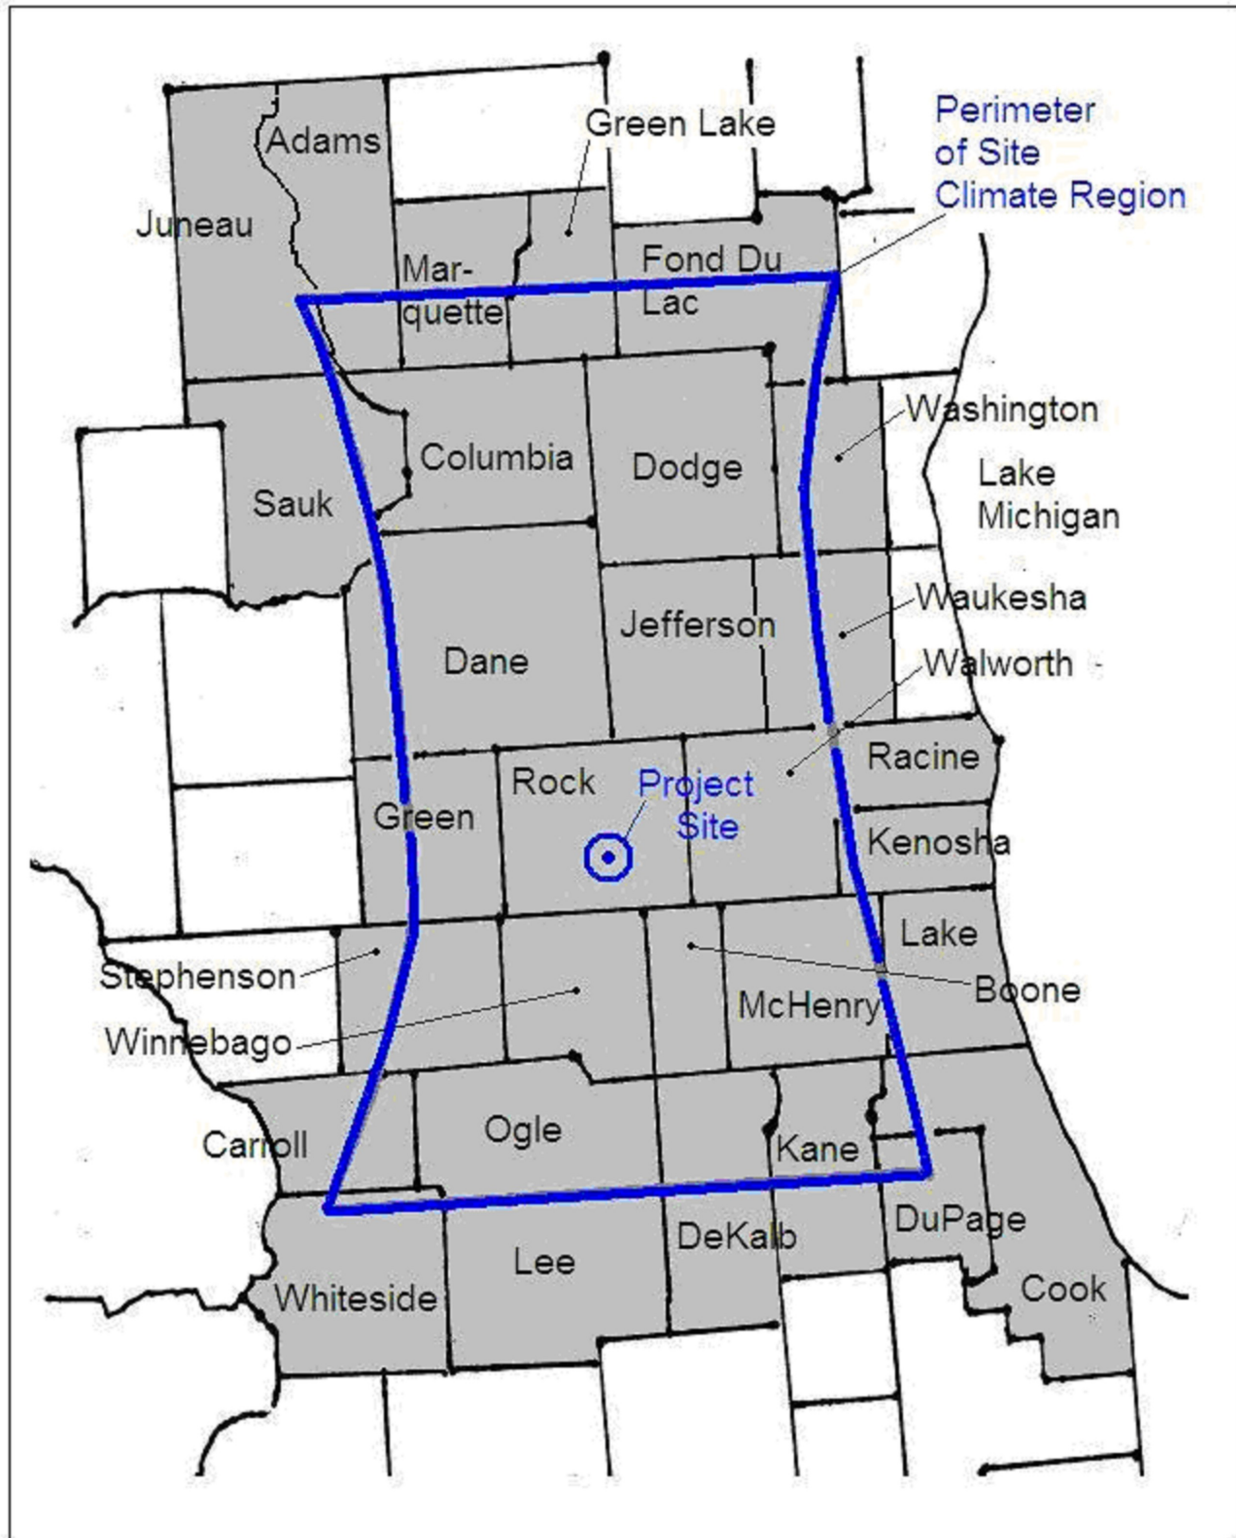 Perimeter
of Site
Climate Region
Green Lake
Adams
Juneau
Mar-
quette
Fond Du
Lac
Washington
Columbia
Dodge
Lake
Michigan
Sauk
Waukesha
Jefferson
Dane
Walworth
Racine
Rock
Project
Site
Green
Kenosha
Lake
Stephenson
Boone
McHenry
Winnebago
Ogle
Carroll
Kane
DuPage
DeKalb
Lee
Whiteside
Cook